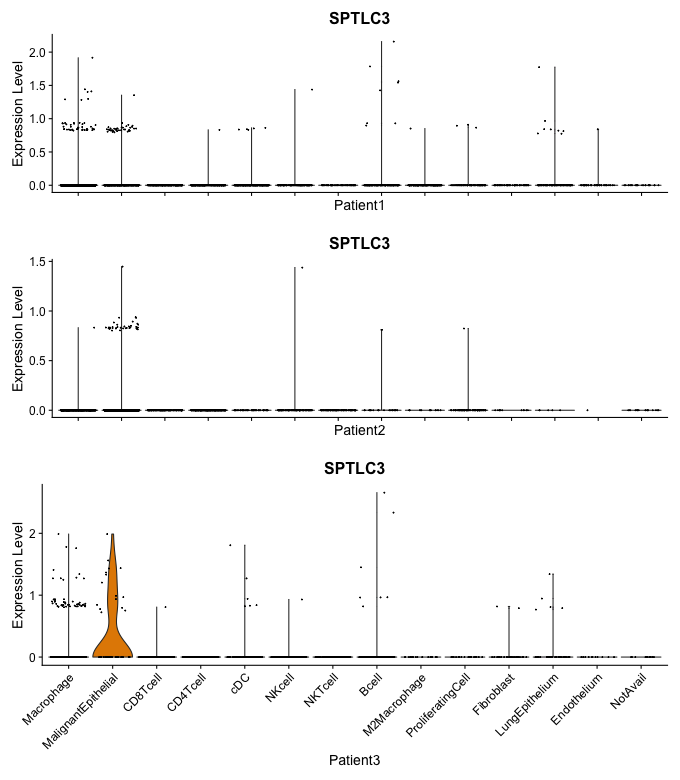 SPTLC3
Expression Level
2.0
1.5
1.0
0.5
0.0
Patient1
SPTLC3
Expression Level
1.5
1.0
0.5
0.0
Patient2
SPTLC3
Expression Level
2
1
0
Macrophage
MalignantEpithelial
CD8Tcell
CD4Tcell
cDC
NKcell
NKTcell
Bcell
M2Macrophage
ProliferatingCell
Fibroblast
LungEpithelium
Endothelium
NotAvail
Patient3